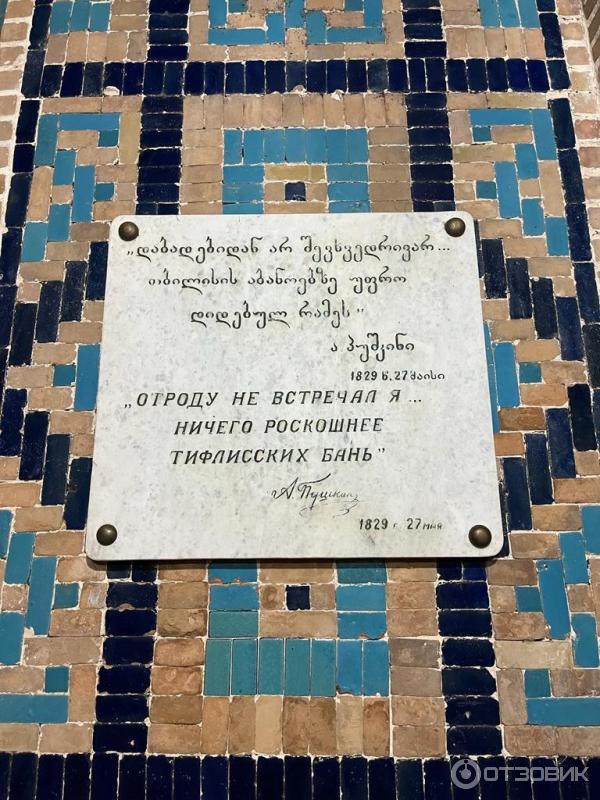 „დაბადებიდან არ შევხვედრივარ...
თბილისის აბანოებზე უფრო
დიდებულ რამეს"
ა პუშკინი
1829 წ. 27 მაისი
„ОТРОДУ НЕ ВСТРЕЧАЛ Я...
НИЧЕГО РОСКОШНЕЕ
ТИФЛИССКИХ БАНЬ"
А. Пушкин
1829 г. 27 мая
ОТЗОВИК